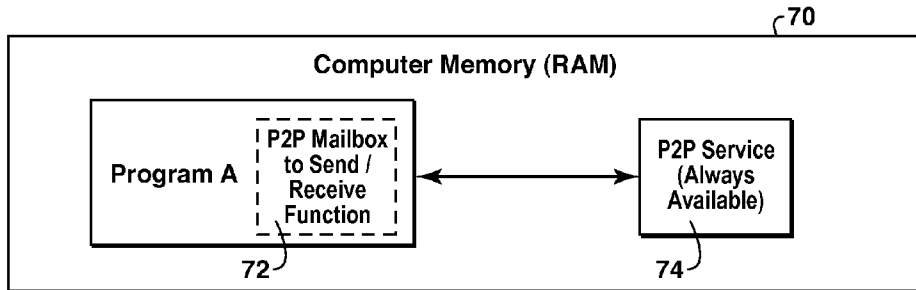 70
Computer Memory (RAM)
Program A
P2P Mailbox
to Send /
Receive
Function
P2P Service
(Always
Available)
72
74